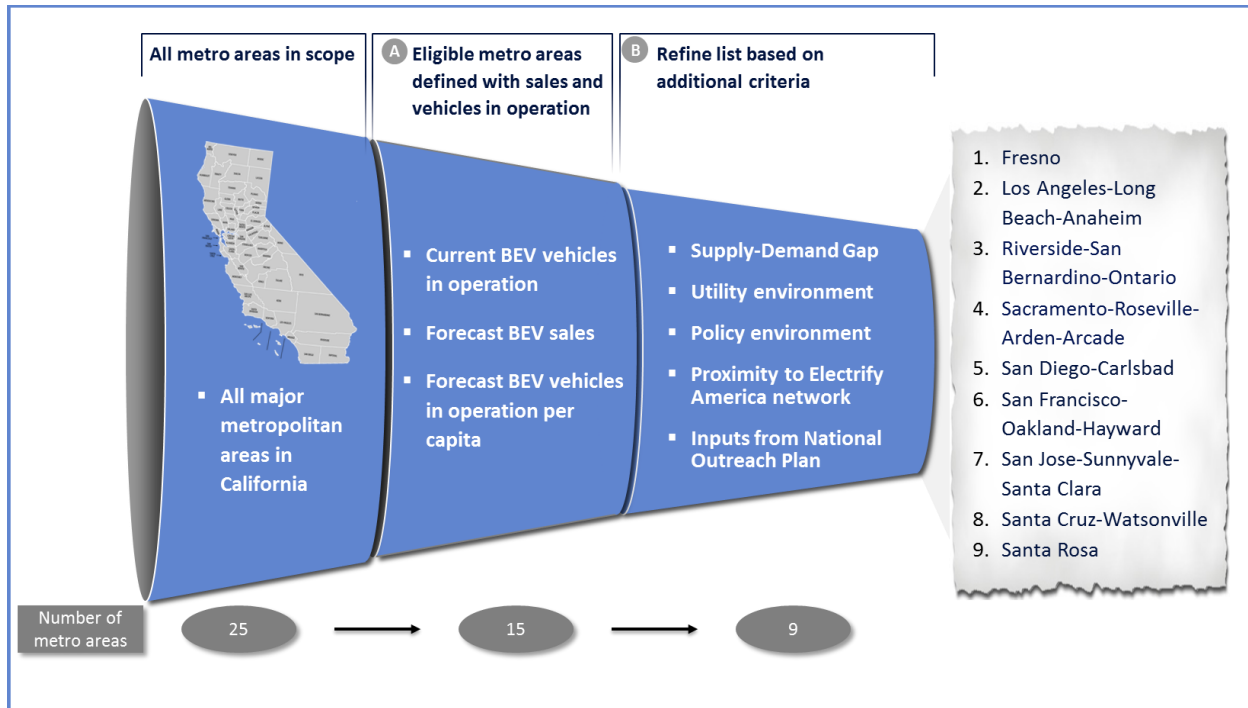 All metro areas in scope
A
Eligible metro areas
defined with sales and
vehicles in operation
B
Refine list based on
additional criteria
▪ All major
metropolitan
areas in
California
▪ Current BEV vehicles
in operation
▪ Forecast BEV sales
▪ Forecast BEV vehicles
in operation per
capita
▪ Supply-Demand Gap
▪ Utility environment
▪ Policy environment
▪ Proximity to Electrify
America network
▪ Inputs from National
Outreach Plan
1. Fresno
2. Los Angeles-Long
Beach-Anaheim
3. Riverside-San
Bernardino-Ontario
4. Sacramento-Roseville-
Arden-Arcade
5. San Diego-Carlsbad
6. San Francisco-
Oakland-Hayward
7. San Jose-Sunnyvale-
Santa Clara
8. Santa Cruz-Watsonville
9. Santa Rosa
Number of
metro areas
25
15
9